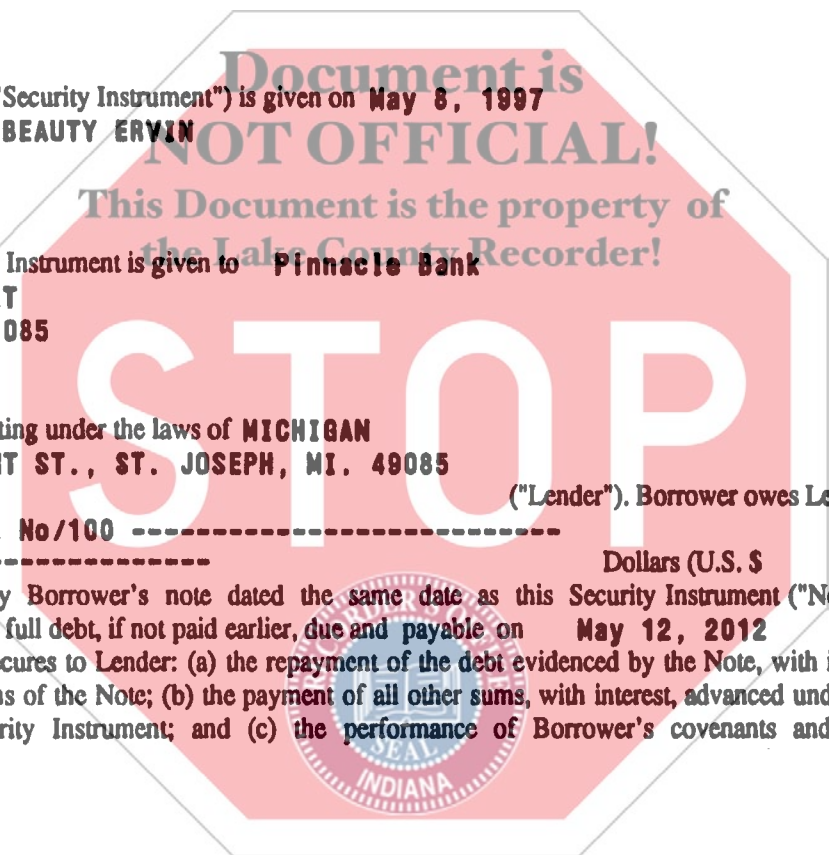 Document is
"Security Instrument") is given on May 8, 1997
BEAUTY ERVIN
NOT OFFICIAL!
This Document is the property of
the Lake County Recorder!
Instrument is given to Pinnacle Bank
085
STOP
ting under the laws of MICHIGAN
ST., ST. JOSEPH, MI. 49085
("Lender"). Borrower owes Le
No/100 ----------------------------
---------------
Dollars (U.S. $
y Borrower's note dated the same date as this Security Instrument ("No
full debt, if not paid earlier, due and payable on May 12, 2012
cures to Lender: (a) the repayment of the debt evidenced by the Note, with i
ns of the Note; (b) the payment of all other sums, with interest, advanced und
rity Instrument; and (c) the performance of Borrower's covenants and
SEAL
INDIANA